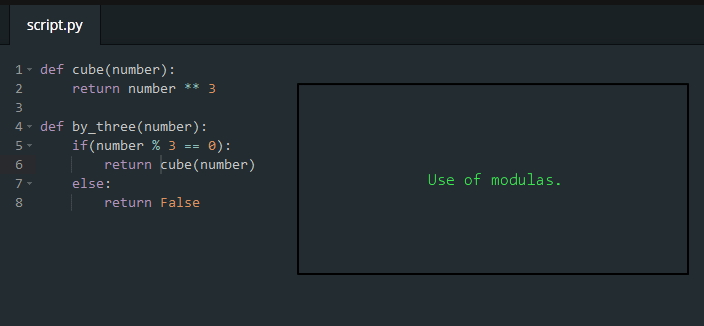 script.py
1 def cube(number):
2     return number ** 3
3
4 def by_three(number):
5     if(number % 3 == 0):
6         return cube(number)
7     else:
8         return False
Use of modulas.